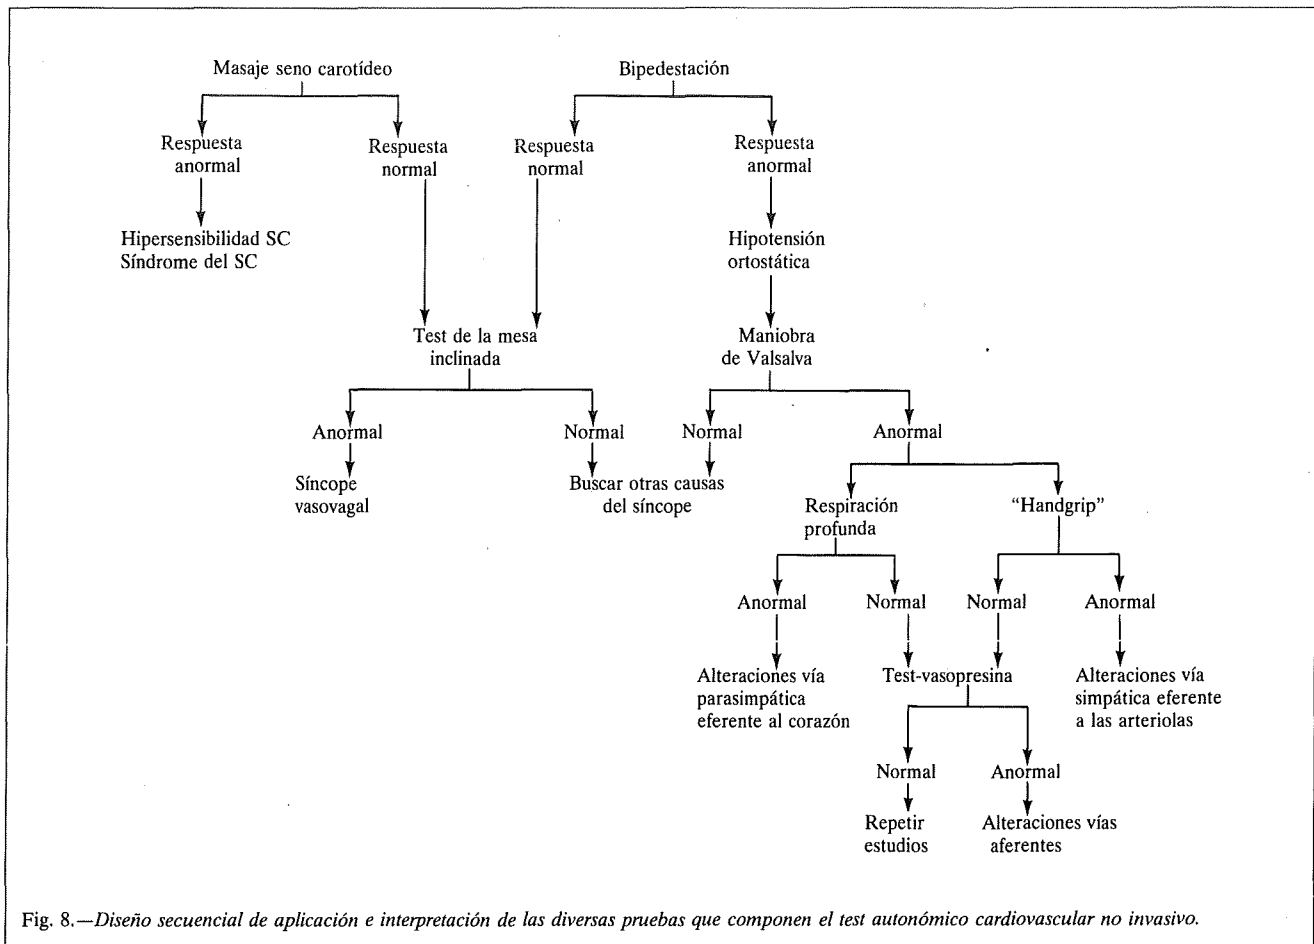 Masaje seno carotídeo
Bipedestación
Respuesta
anormal
Respuesta
normal
Respuesta
normal
Respuesta
anormal
Hipersensibilidad SC
Síndrome del SC
Hipotensión
ortostática
Test de la mesa
inclinada
Maniobra
de Valsalva
Anormal
Normal
Normal
Anormal
Síncope
vasovagal
Buscar otras causas
del síncope
Respiración
profunda
“Handgrip”
Anormal
Normal
Normal
Anormal
Alteraciones vía
parasimpática
eferente al corazón
Test-vasopresina
Alteraciones vía
simpática eferente
a las arteriolas
Normal
Anormal
Repetir
estudios
Alteraciones vías
aferentes
Fig. 8.—Diseño secuencial de aplicación e interpretación de las diversas pruebas que componen el test autonómico cardiovascular no invasivo.